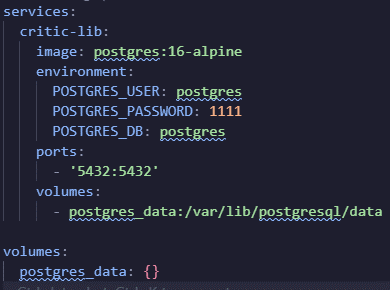 services:
  critic-lib:
    image: postgres:16-alpine
    environment:
      POSTGRES_USER: postgres
      POSTGRES_PASSWORD: 1111
      POSTGRES_DB: postgres
    ports:
      - '5432:5432'
    volumes:
      - postgres_data:/var/lib/postgresql/data
volumes:
  postgres_data: {}